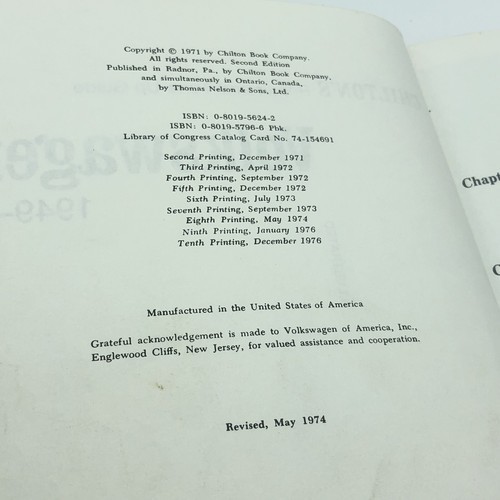 Copyright © 1971 by Chilton Book Company.
All rights reserved. Second Edition
Published in Radnor, Pa., by Chilton Book Company,
and simultaneously in Ontario, Canada,
by Thomas Nelson & Sons, Ltd.
ISBN: 0-8019-5624-2
ISBN: 0-8019-5796-6 Pbk.
Library of Congress Catalog Card No. 74-154691
Second Printing, December 1971
Third Printing, April 1972
Fourth Printing, September 1972
Fifth Printing, December 1972
Sixth Printing, July 1973
Seventh Printing, September 1973
Eighth Printing, May 1974
Ninth Printing, January 1976
Tenth Printing, December 1976
Manufactured in the United States of America
Grateful acknowledgement is made to Volkswagen of America, Inc.,
Englewood Cliffs, New Jersey, for valued assistance and cooperation.
Revised, May 1974
Chapt